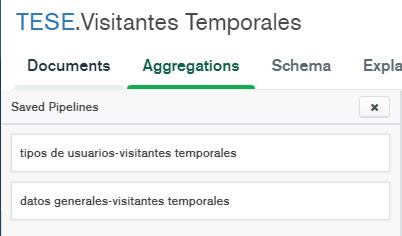 TESE.Visitantes Temporales
Documents Aggregations Schema Expla
Saved Pipelines
tipos de usuarios-visitantes temporales
datos generales-visitantes temporales